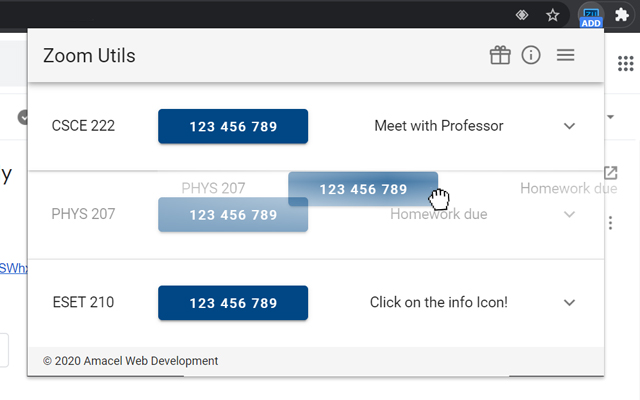 ADD
Zoom Utils
CSCE 222 123 456 789 Meet with Professor
PHYS 207 123 456 789 Homework due
PHYS 207 123 456 789 Homework due
ESET 210 123 456 789 Click on the info Icon!
© 2020 Amacel Web Development
y
SWhx